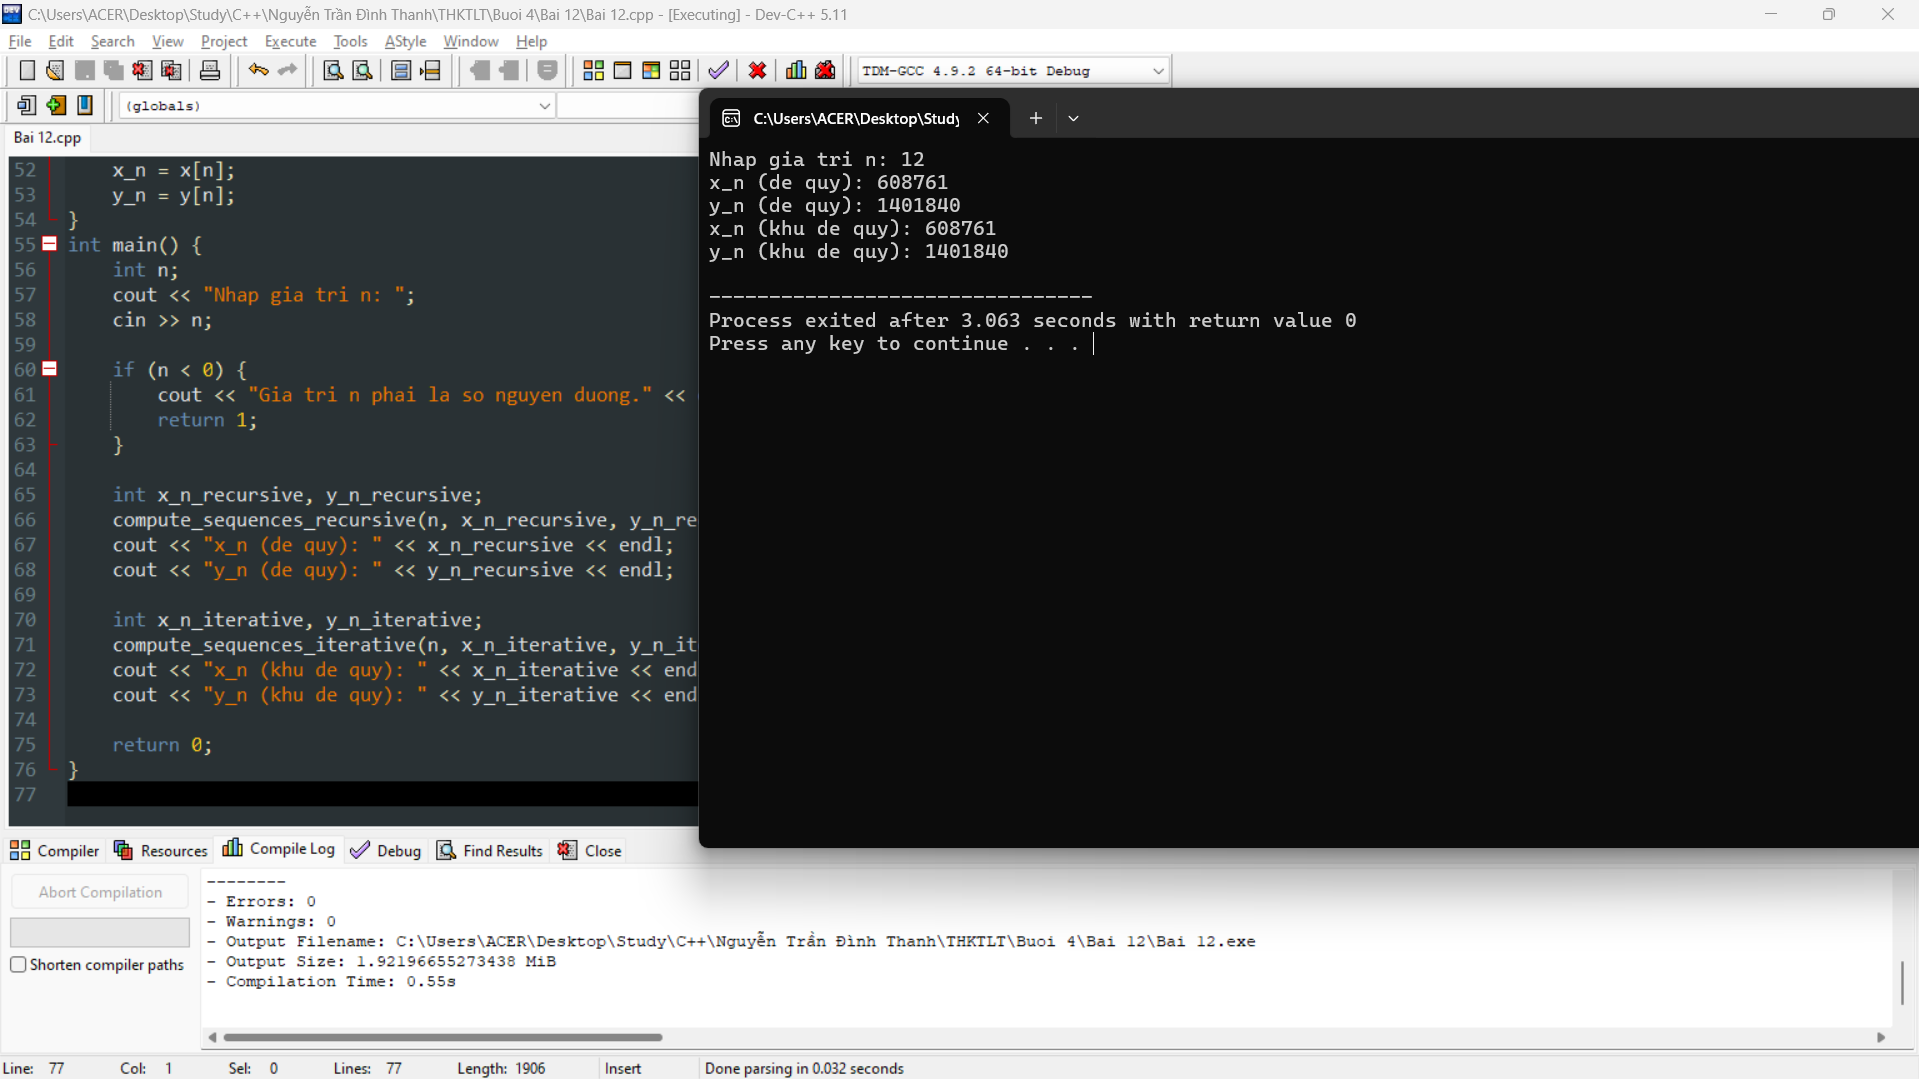 C:\Users\ACER\Desktop\Study\C++\Nguyễn Trần Đình Thanh\THKTLT\Buoi 4\Bai 12\Bai 12.cpp - [Executing] - Dev-C++ 5.11
File Edit Search View Project Execute Tools AStyle Window Help
TDM-GCC 4.9.2 64-bit Debug
(globals)
Bai 12.cpp
52 x_n = x[n];
53 y_n = y[n];
54 }
55 int main() {
56 int n;
57 cout << "Nhap gia tri n: ";
58 cin >> n;
59
60 if (n < 0) {
61 cout << "Gia tri n phai la so nguyen duong." <<
62 return 1;
63 }
64
65 int x_n_recursive, y_n_recursive;
66 compute_sequences_recursive(n, x_n_recursive, y_n_re
67 cout << "x_n (de quy): " << x_n_recursive << endl;
68 cout << "y_n (de quy): " << y_n_recursive << endl;
69
70 int x_n_iterative, y_n_iterative;
71 compute_sequences_iterative(n, x_n_iterative, y_n_it
72 cout << "x_n (khu de quy): " << x_n_iterative << end
73 cout << "y_n (khu de quy): " << y_n_iterative << end
74
75 return 0;
76 }
77
C:\Users\ACER\Desktop\Study
Nhap gia tri n: 12
x_n (de quy): 608761
y_n (de quy): 1401840
x_n (khu de quy): 608761
y_n (khu de quy): 1401840
--------------------------------
Process exited after 3.063 seconds with return value 0
Press any key to continue . . .
Compiler Resources Compile Log Debug Find Results Close
Abort Compilation
Shorten compiler paths
--------
- Errors: 0
- Warnings: 0
- Output Filename: C:\Users\ACER\Desktop\Study\C++\Nguyễn Trần Đình Thanh\THKTLT\Buoi 4\Bai 12\Bai 12.exe
- Output Size: 1.92196655273438 MiB
- Compilation Time: 0.55s
Line: 77 Col: 1 Sel: 0 Lines: 77 Length: 1906 Insert Done parsing in 0.032 seconds